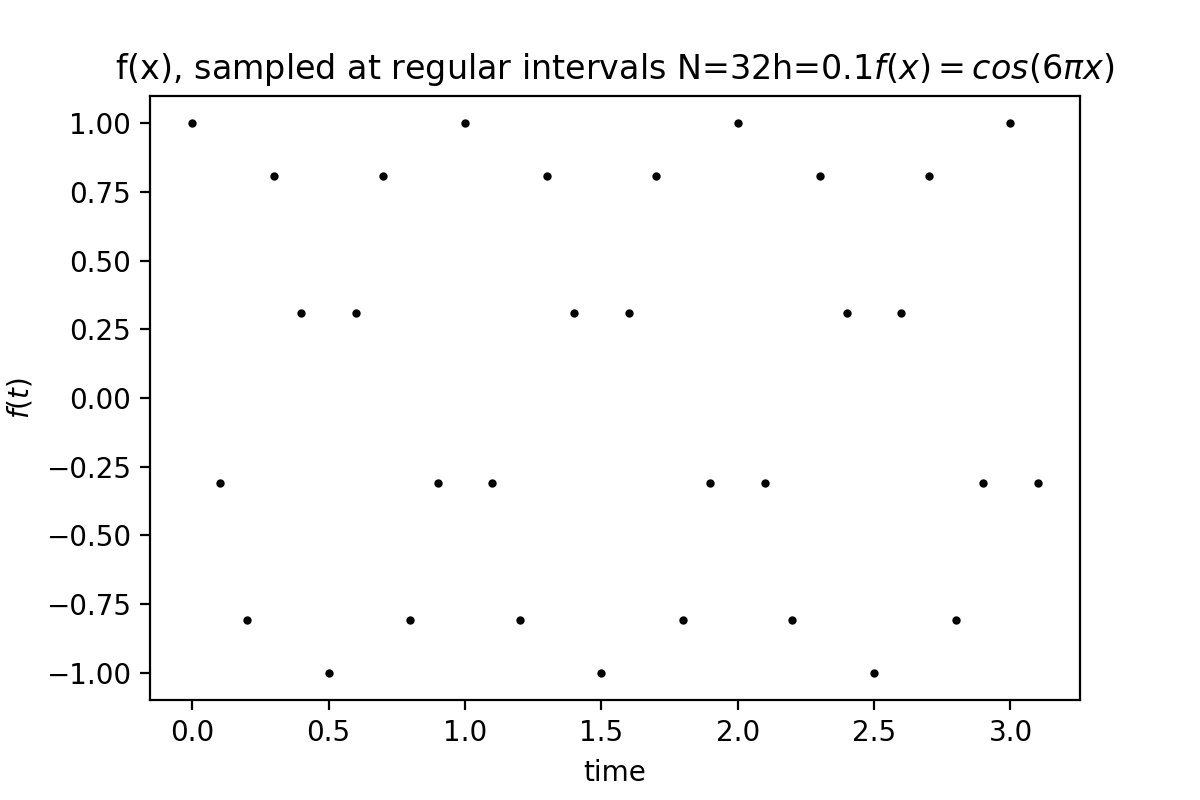 f(x), sampled at regular intervals N=32h=0.1f(x) = cos(6πx)
1.00
0.75
0.50
0.25
0.00
−0.25
−0.50
−0.75
−1.00
f(t)
0.0 0.5 1.0 1.5 2.0 2.5 3.0
time